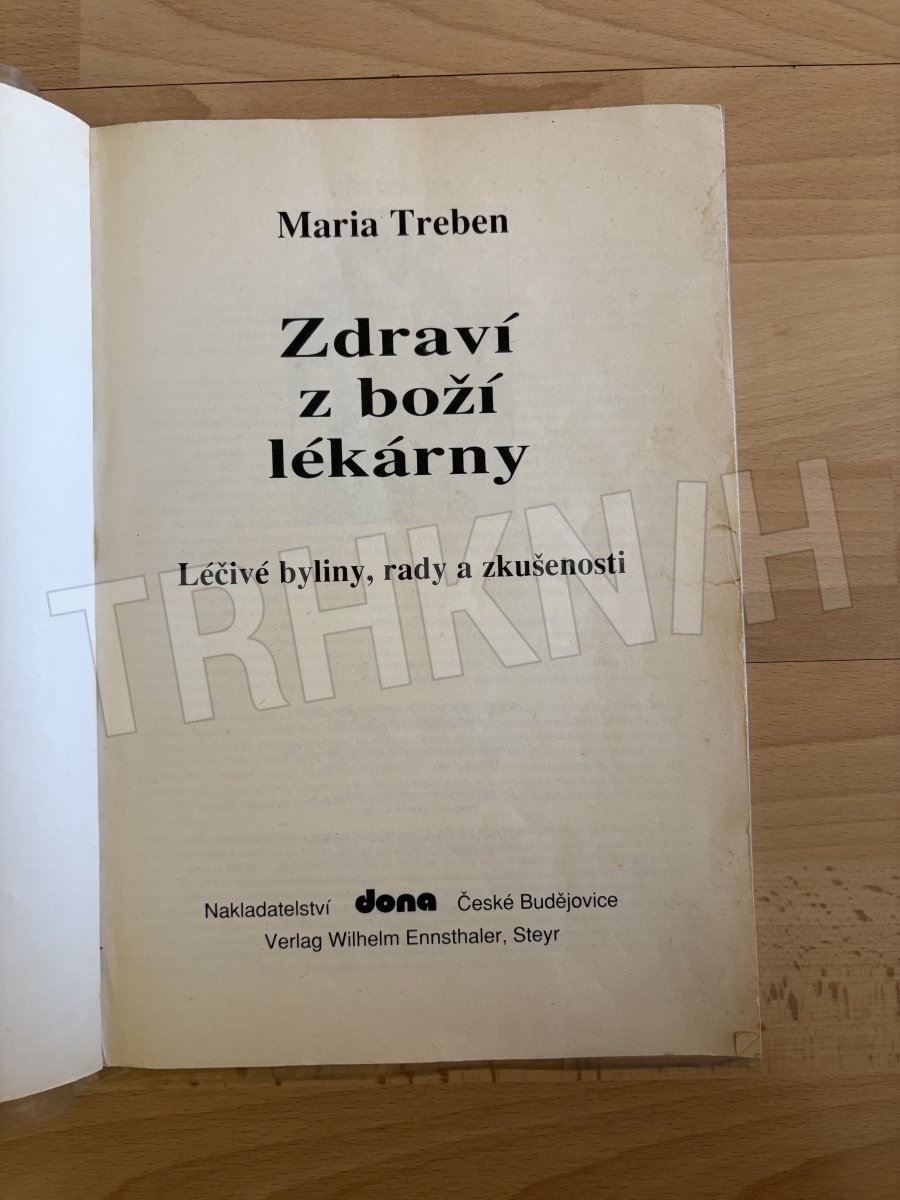 Maria Treben
Zdraví
z boží
lékárny
Léčivé byliny, rady a zkušenosti
TRHKNIH
Nakladatelství dona České Budějovice
Verlag Wilhelm Ennsthaler, Steyr